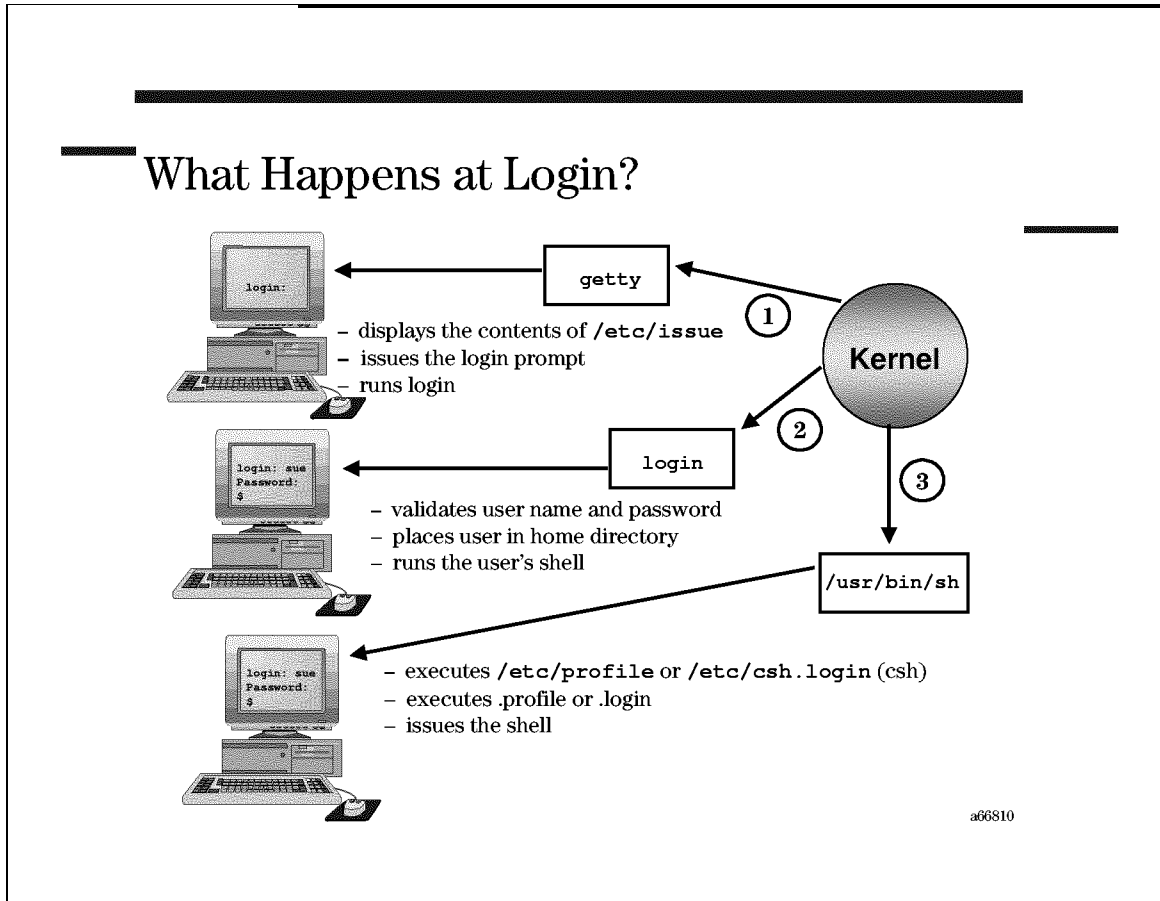 What Happens at Login?
login:
getty
1
– displays the contents of /etc/issue
– issues the login prompt
– runs login
Kernel
2
login: sue
Password:
$
login
3
– validates user name and password
– places user in home directory
– runs the user's shell
/usr/bin/sh
login: sue
Password:
$
– executes /etc/profile or /etc/csh.login (csh)
– executes .profile or .login
– issues the shell
a66810